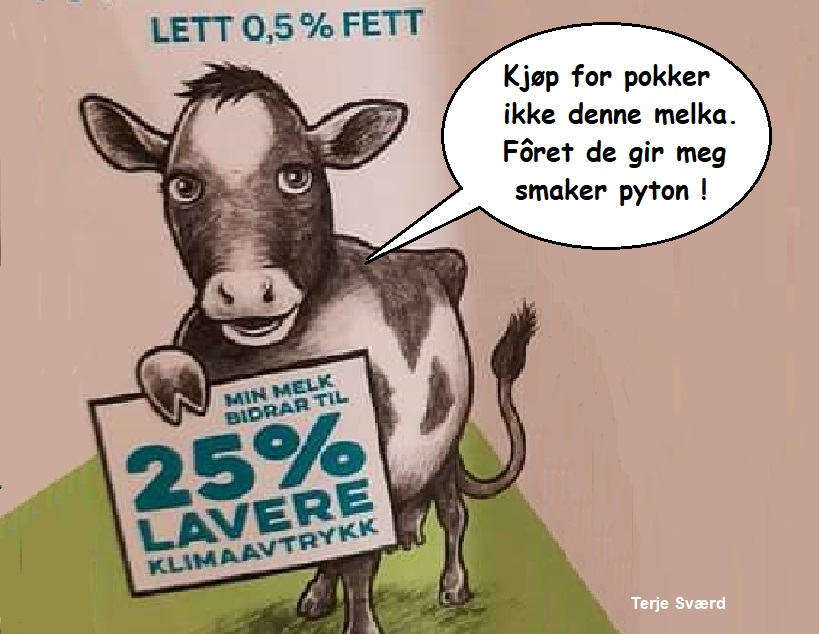 LETT 0,5% FETT
Kjøp for pokker
ikke denne melka.
Fôret de gir meg
smaker pyton !
MIN MELK
BIDRAR TIL
25%
LAVERE
KLIMAAVTRYKK
Terje Sværd